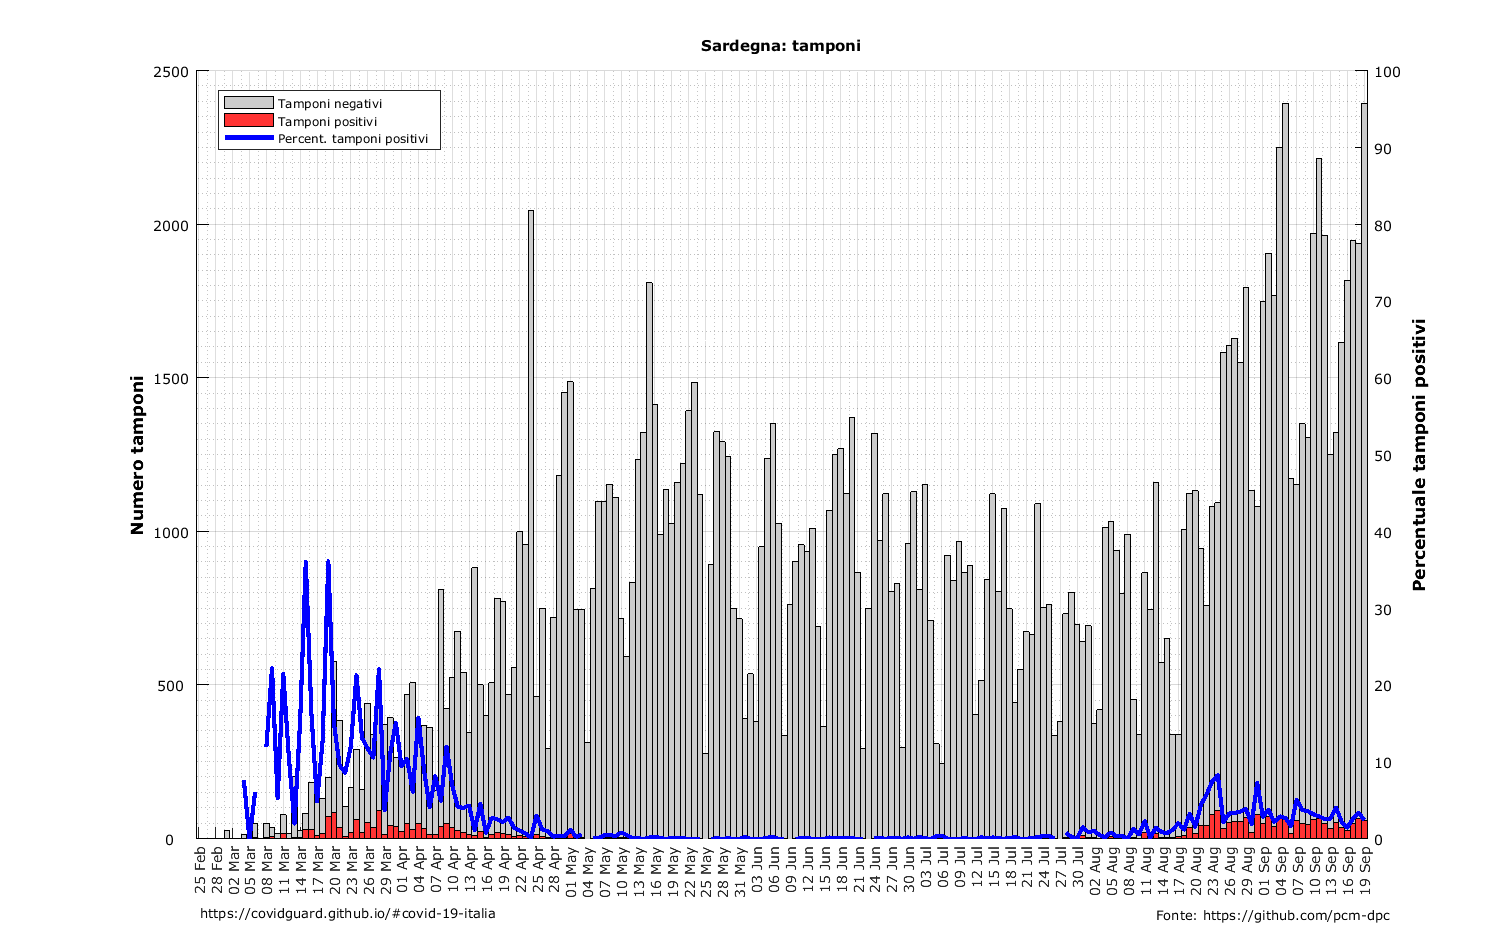 Sardegna: tamponi
2500
2000
1500
1000
500
0
Numero tamponi
Tamponi negativi
Tamponi positivi
Percent. tamponi positivi
100
90
80
70
60
50
40
30
20
10
0
Percentuale tamponi positivi
25 Feb
28 Feb
02 Mar
05 Mar
08 Mar
11 Mar
14 Mar
17 Mar
20 Mar
23 Mar
26 Mar
29 Mar
01 Apr
04 Apr
07 Apr
10 Apr
13 Apr
16 Apr
19 Apr
22 Apr
25 Apr
28 Apr
01 May
04 May
07 May
10 May
13 May
16 May
19 May
22 May
25 May
28 May
31 May
03 Jun
06 Jun
09 Jun
12 Jun
15 Jun
18 Jun
21 Jun
24 Jun
27 Jun
30 Jun
03 Jul
06 Jul
09 Jul
12 Jul
15 Jul
18 Jul
21 Jul
24 Jul
27 Jul
30 Jul
02 Aug
05 Aug
08 Aug
11 Aug
14 Aug
17 Aug
20 Aug
23 Aug
26 Aug
29 Aug
01 Sep
04 Sep
07 Sep
10 Sep
13 Sep
16 Sep
19 Sep
https://covidguard.github.io/#covid-19-italia
Fonte: https://github.com/pcm-dpc